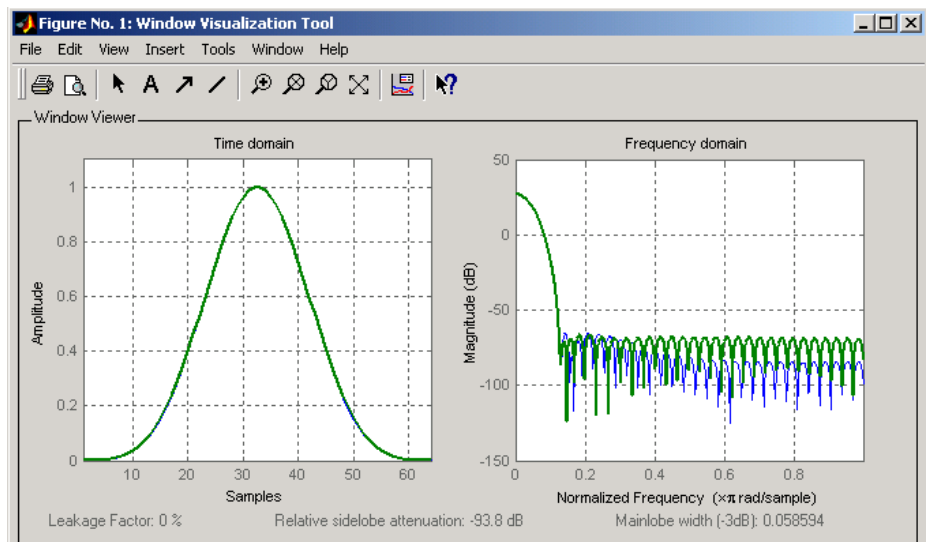 Figure No. 1: Window Visualization Tool
File Edit View Insert Tools Window Help
A
?
Window Viewer
Time domain
1
0.8
0.6
0.4
0.2
0
Amplitude
10 20 30 40 50 60
Samples
Frequency domain
50
0
-50
-100
-150
Magnitude (dB)
0 0.2 0.4 0.6 0.8
Normalized Frequency (×π rad/sample)
Leakage Factor: 0 % Relative sidelobe attenuation: -93.8 dB Mainlobe width (-3dB): 0.058594